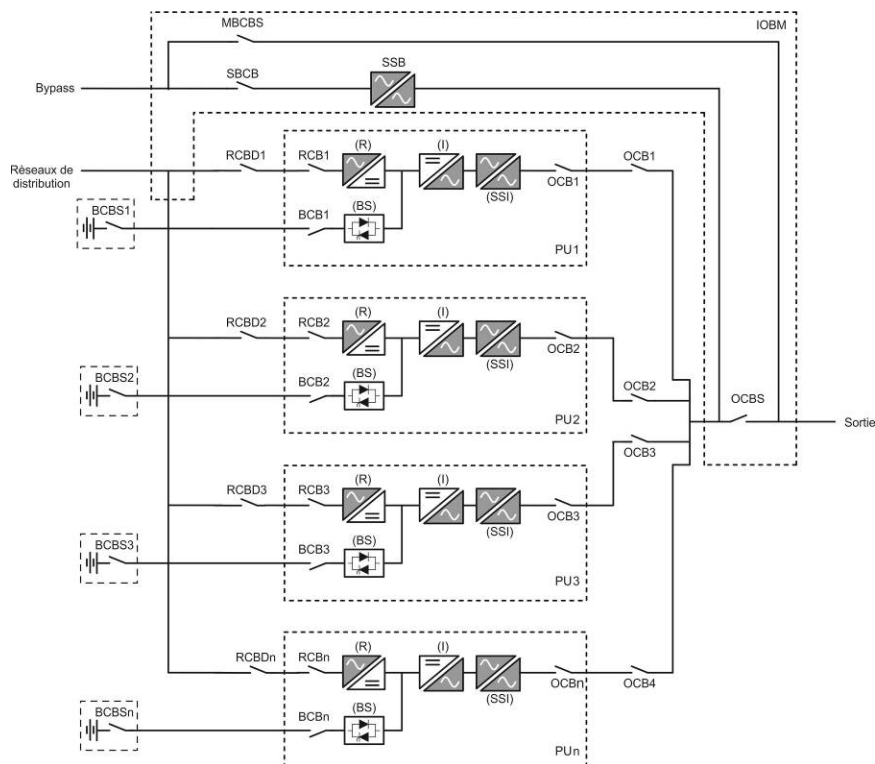 MBCBS
IOBM
SSB
SBCB
Bypass
(R)
(I)
RCBD1
RCB1
OCB1
OCB1
Rèseaux de
distribution
(SSI)
BCBS1
BCB1
(BS)
PU1
(R)
(I)
RCBD2
RCB2
OCB2
(SSI)
BCBS2
BCB2
(BS)
PU2
OCB2
OCBS
Sortie
OCB3
(R)
(I)
RCBD3
RCB3
OCB3
(SSI)
BCBS3
BCB3
(BS)
PU3
(R)
(I)
RCBDn
RCBn
OCBn
OCB4
(SSI)
BCBSn
BCBn
(BS)
PUn